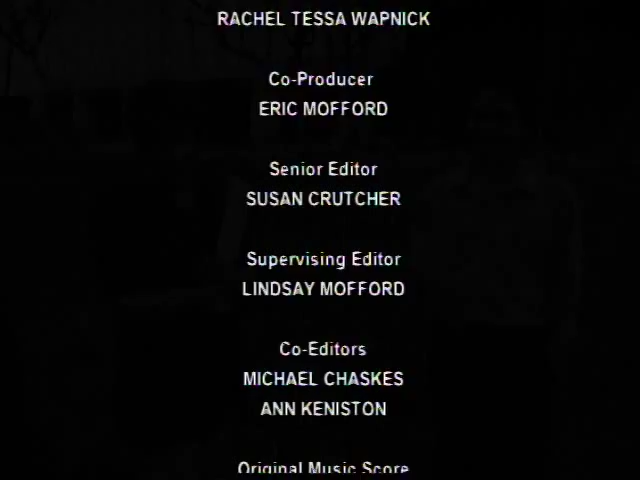 RACHEL TESSA WAPNICK
Co-Producer
ERIC MOFFORD
Senior Editor
SUSAN CRUTCHER
Supervising Editor
LINDSAY MOFFORD
Co-Editors
MICHAEL CHASKES
ANN KENISTON
Original Music Score